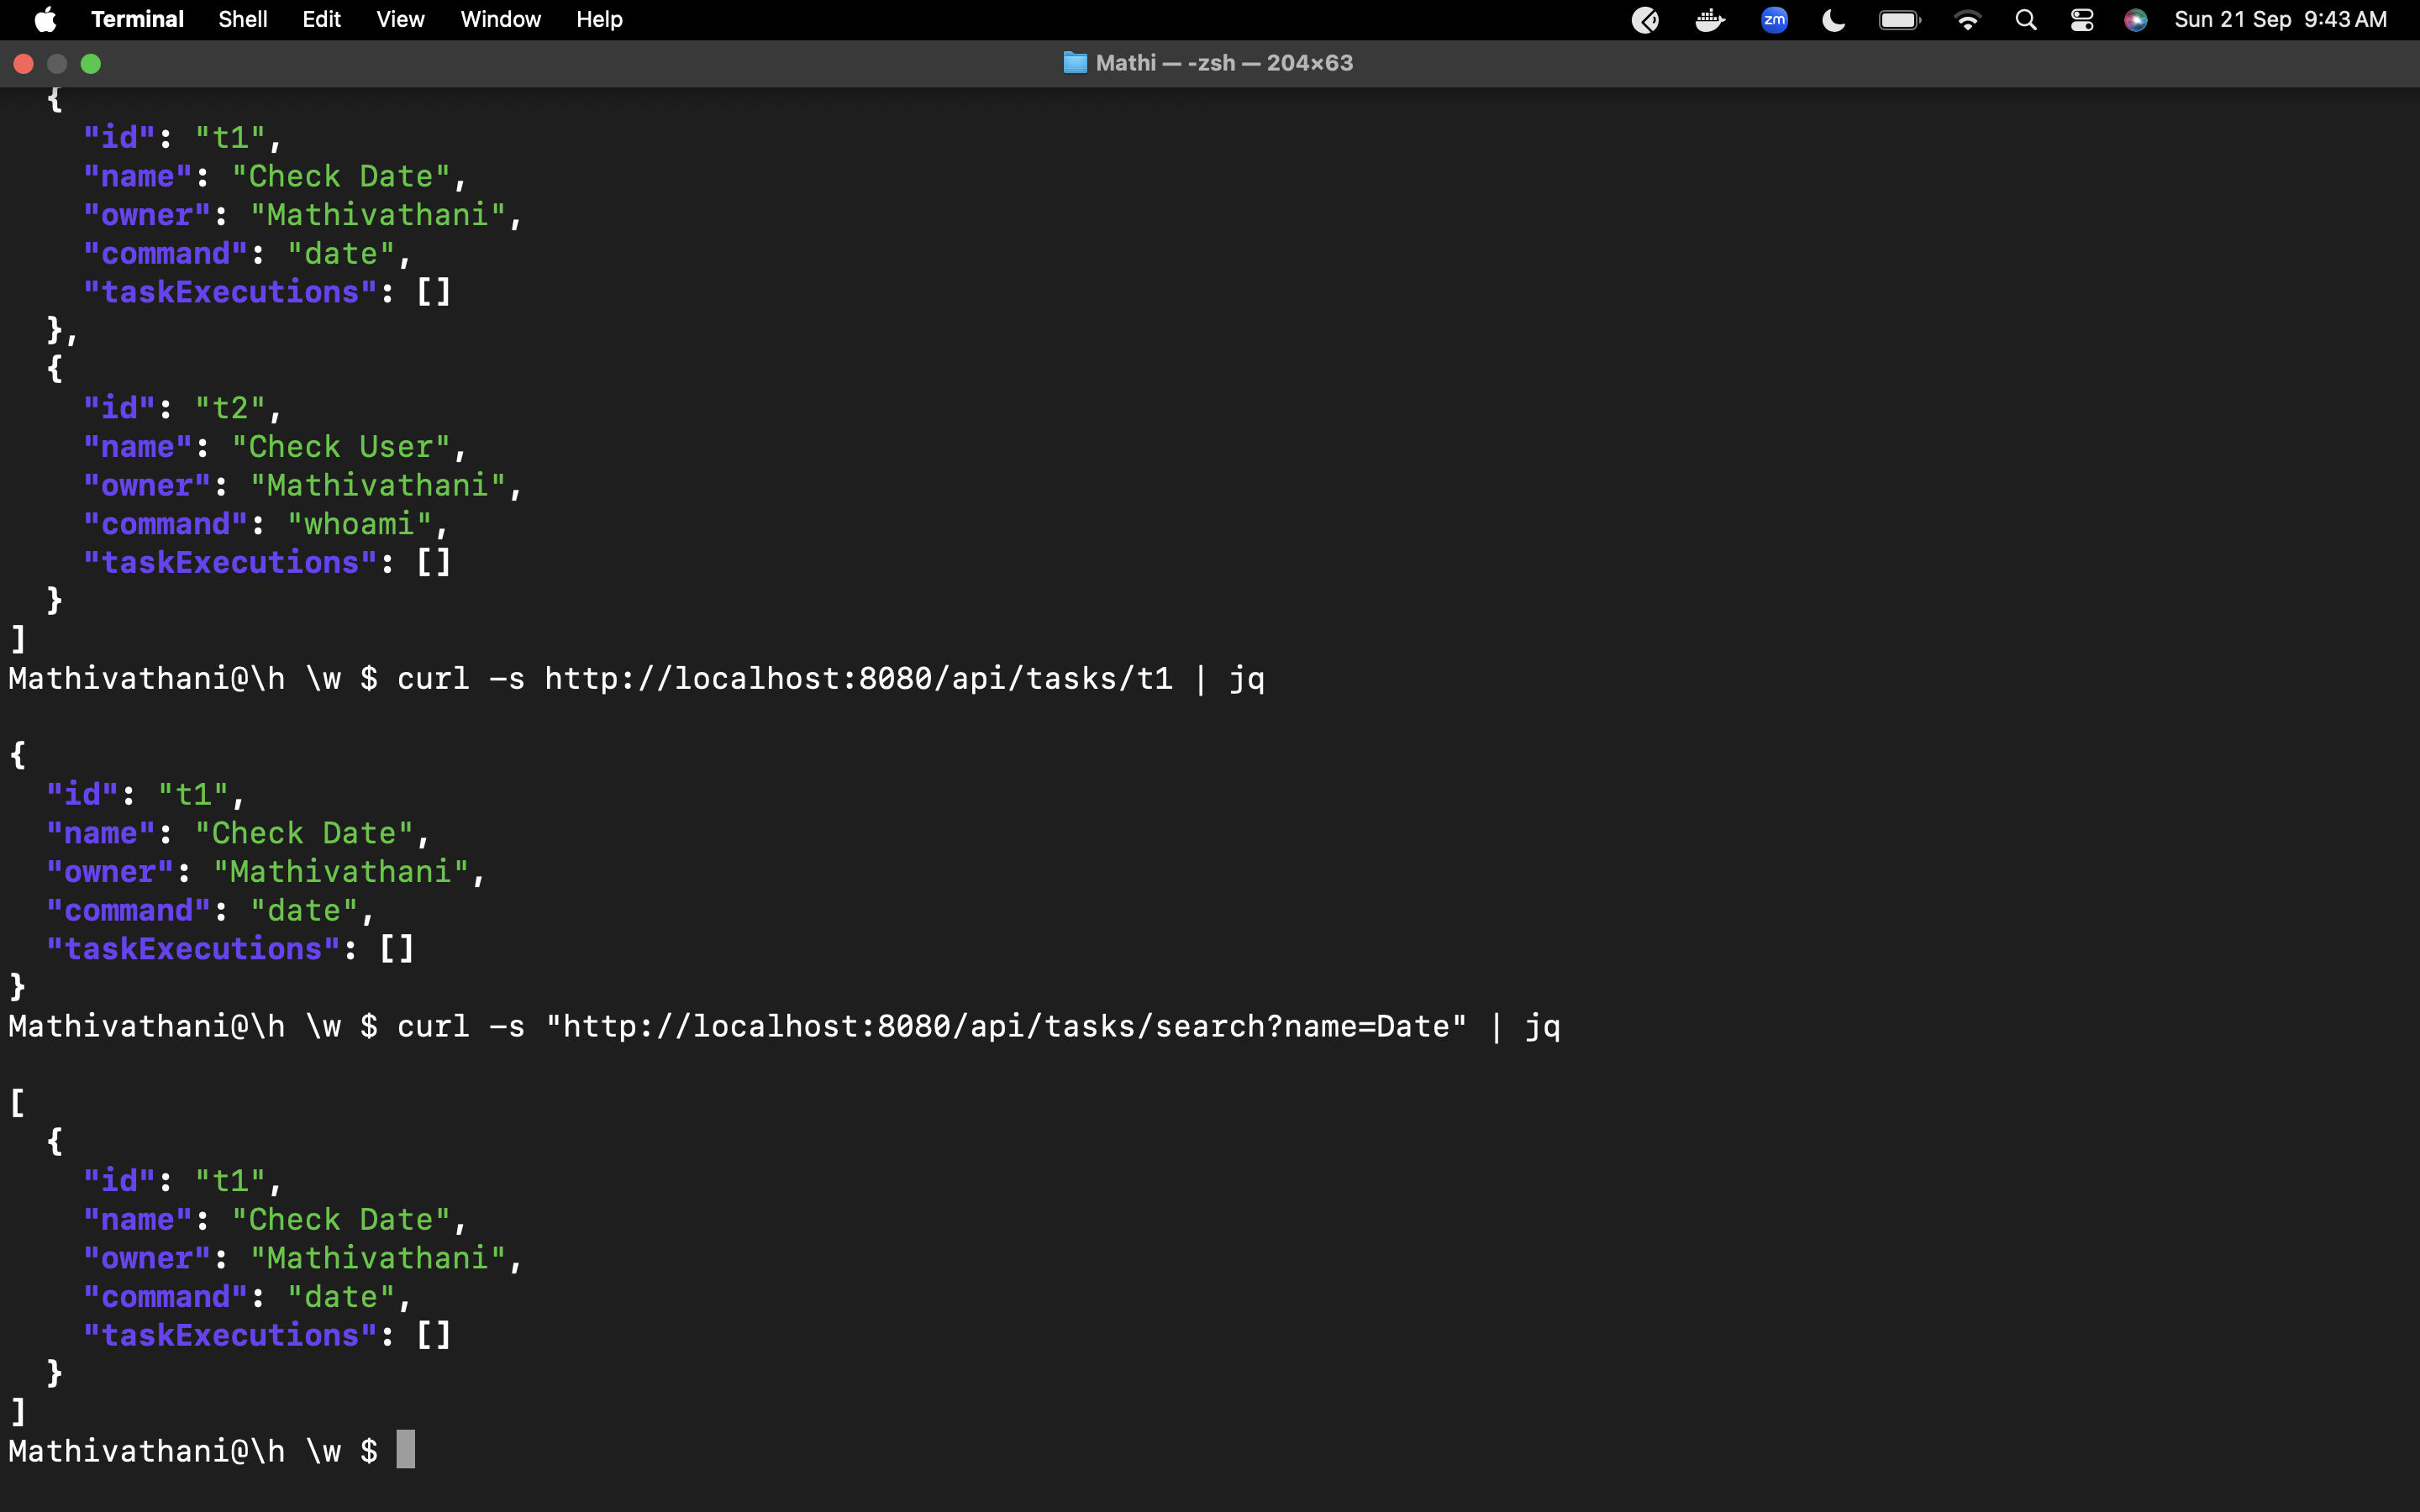 Terminal Shell Edit View Window Help zm Sun 21 Sep 9:43 AM
Mathi — -zsh — 204×63
{
"id": "t1",
"name": "Check Date",
"owner": "Mathivathani",
"command": "date",
"taskExecutions": []
},
{
"id": "t2",
"name": "Check User",
"owner": "Mathivathani",
"command": "whoami",
"taskExecutions": []
}
]
Mathivathani@\h \w $ curl -s http://localhost:8080/api/tasks/t1 | jq
{
"id": "t1",
"name": "Check Date",
"owner": "Mathivathani",
"command": "date",
"taskExecutions": []
}
Mathivathani@\h \w $ curl -s "http://localhost:8080/api/tasks/search?name=Date" | jq
[
{
"id": "t1",
"name": "Check Date",
"owner": "Mathivathani",
"command": "date",
"taskExecutions": []
}
]
Mathivathani@\h \w $